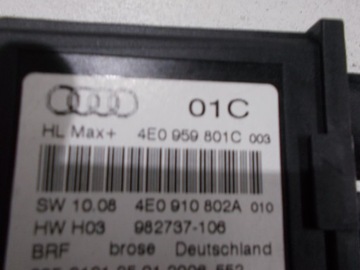 01C
HL Max+ 4E0 959 801C 003
SW 10.08 4E0 910 802A 010
HW H03 982737-106
BRF brose Deutschland